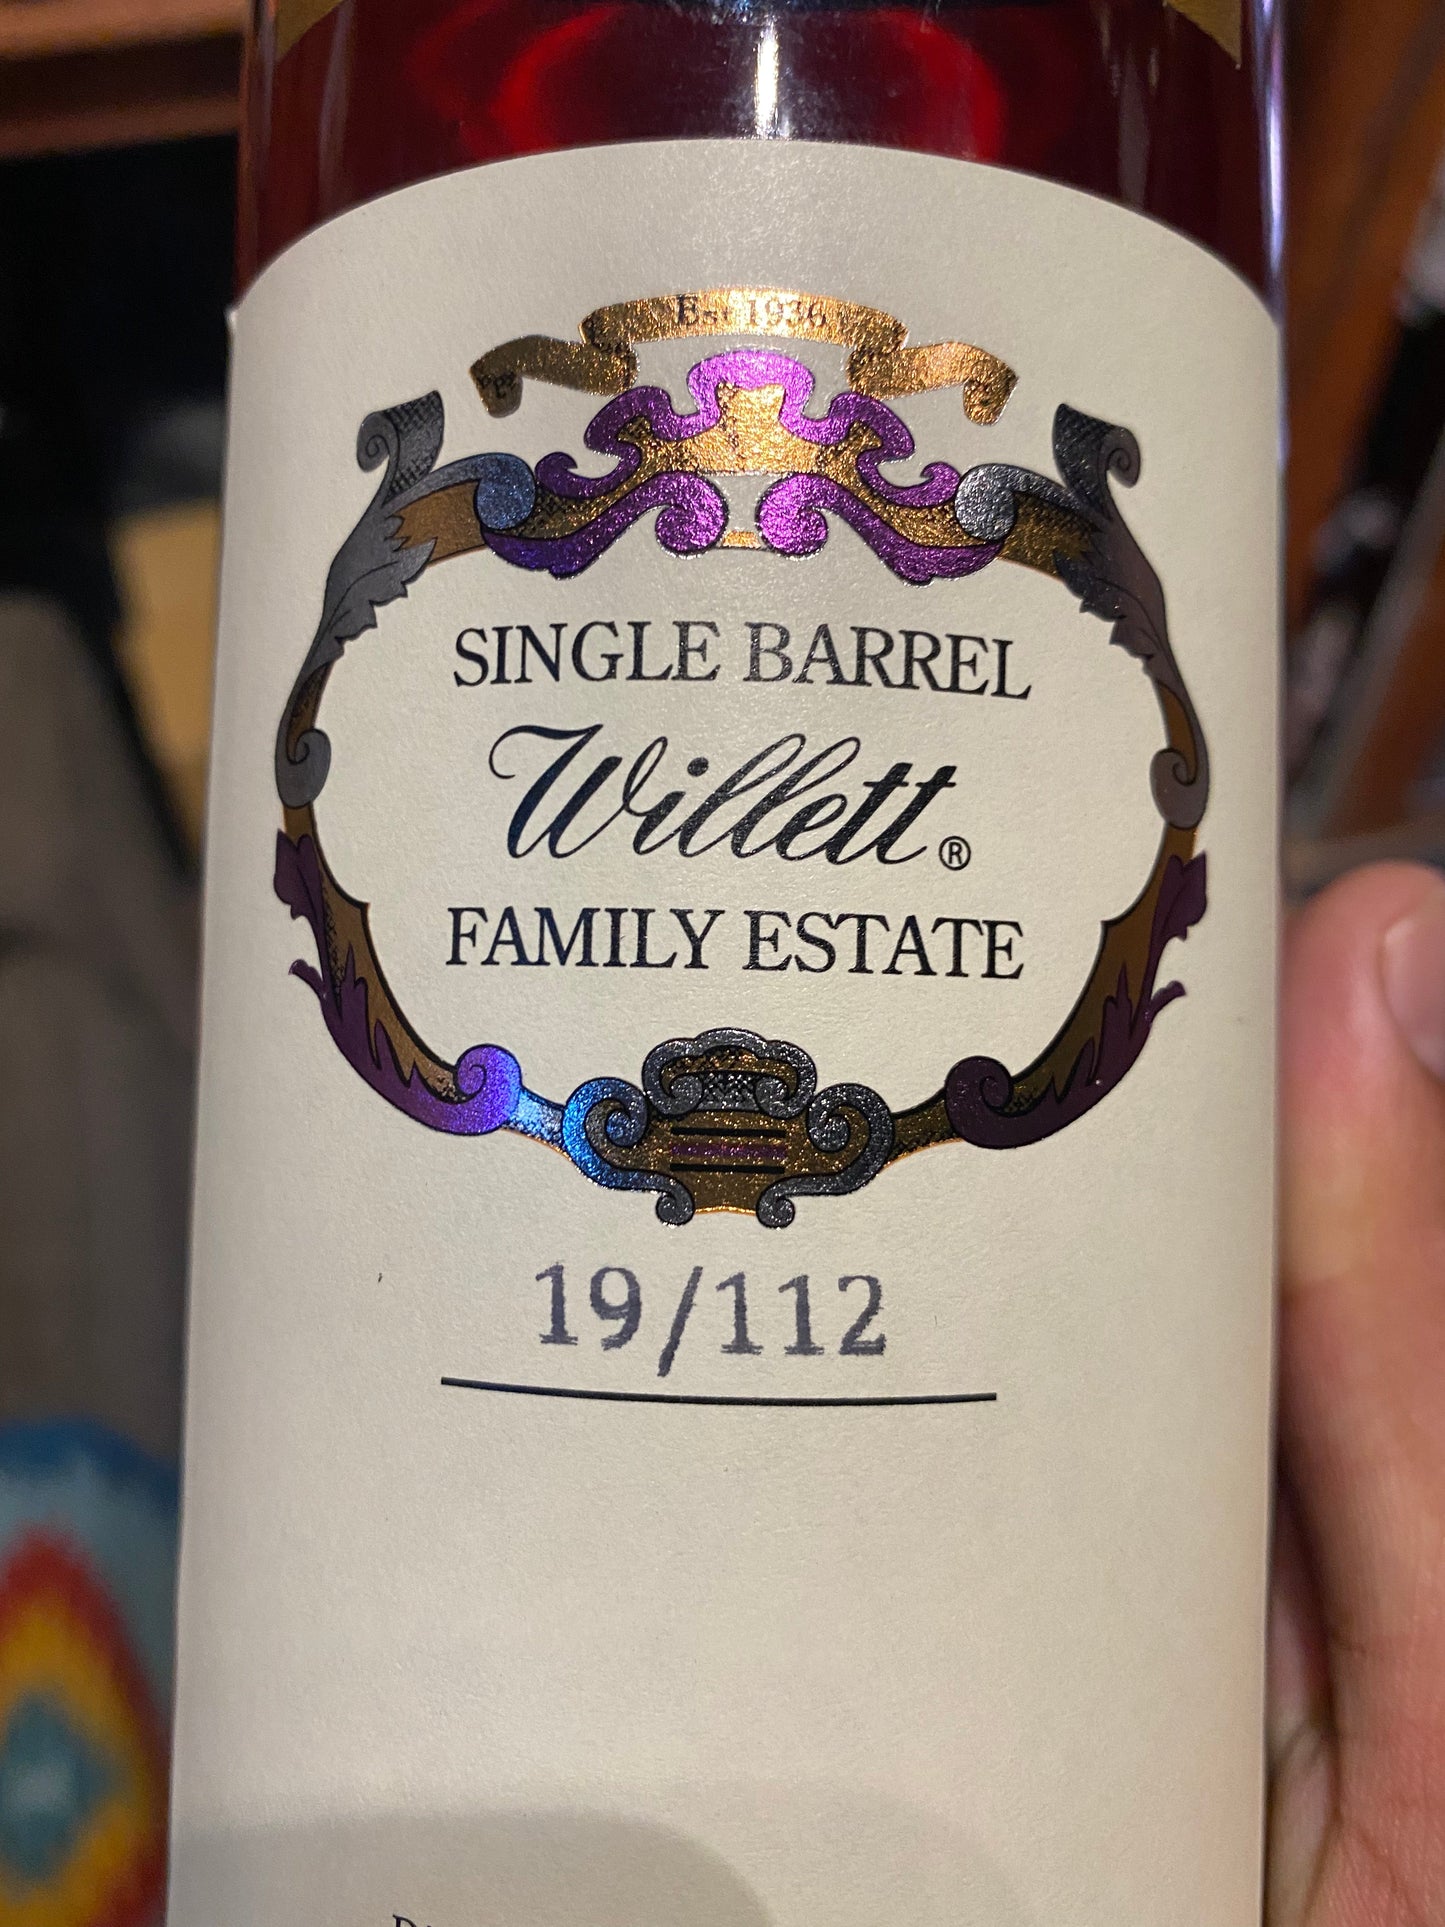 Est 1936
SINGLE BARREL
Willett®
FAMILY ESTATE
19/112